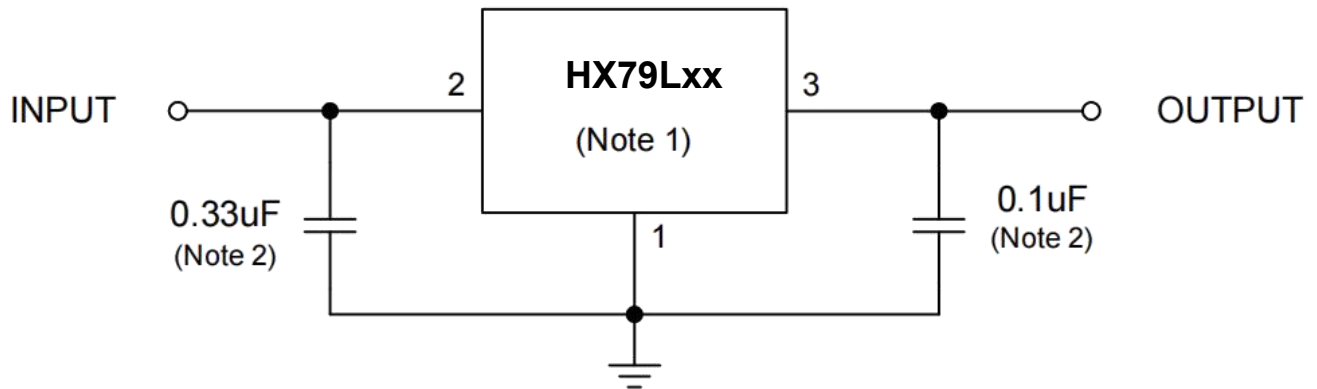 HX79Lxx
2
3
INPUT
OUTPUT
(Note 1)
0.33uF
(Note 2)
0.1uF
(Note 2)
1